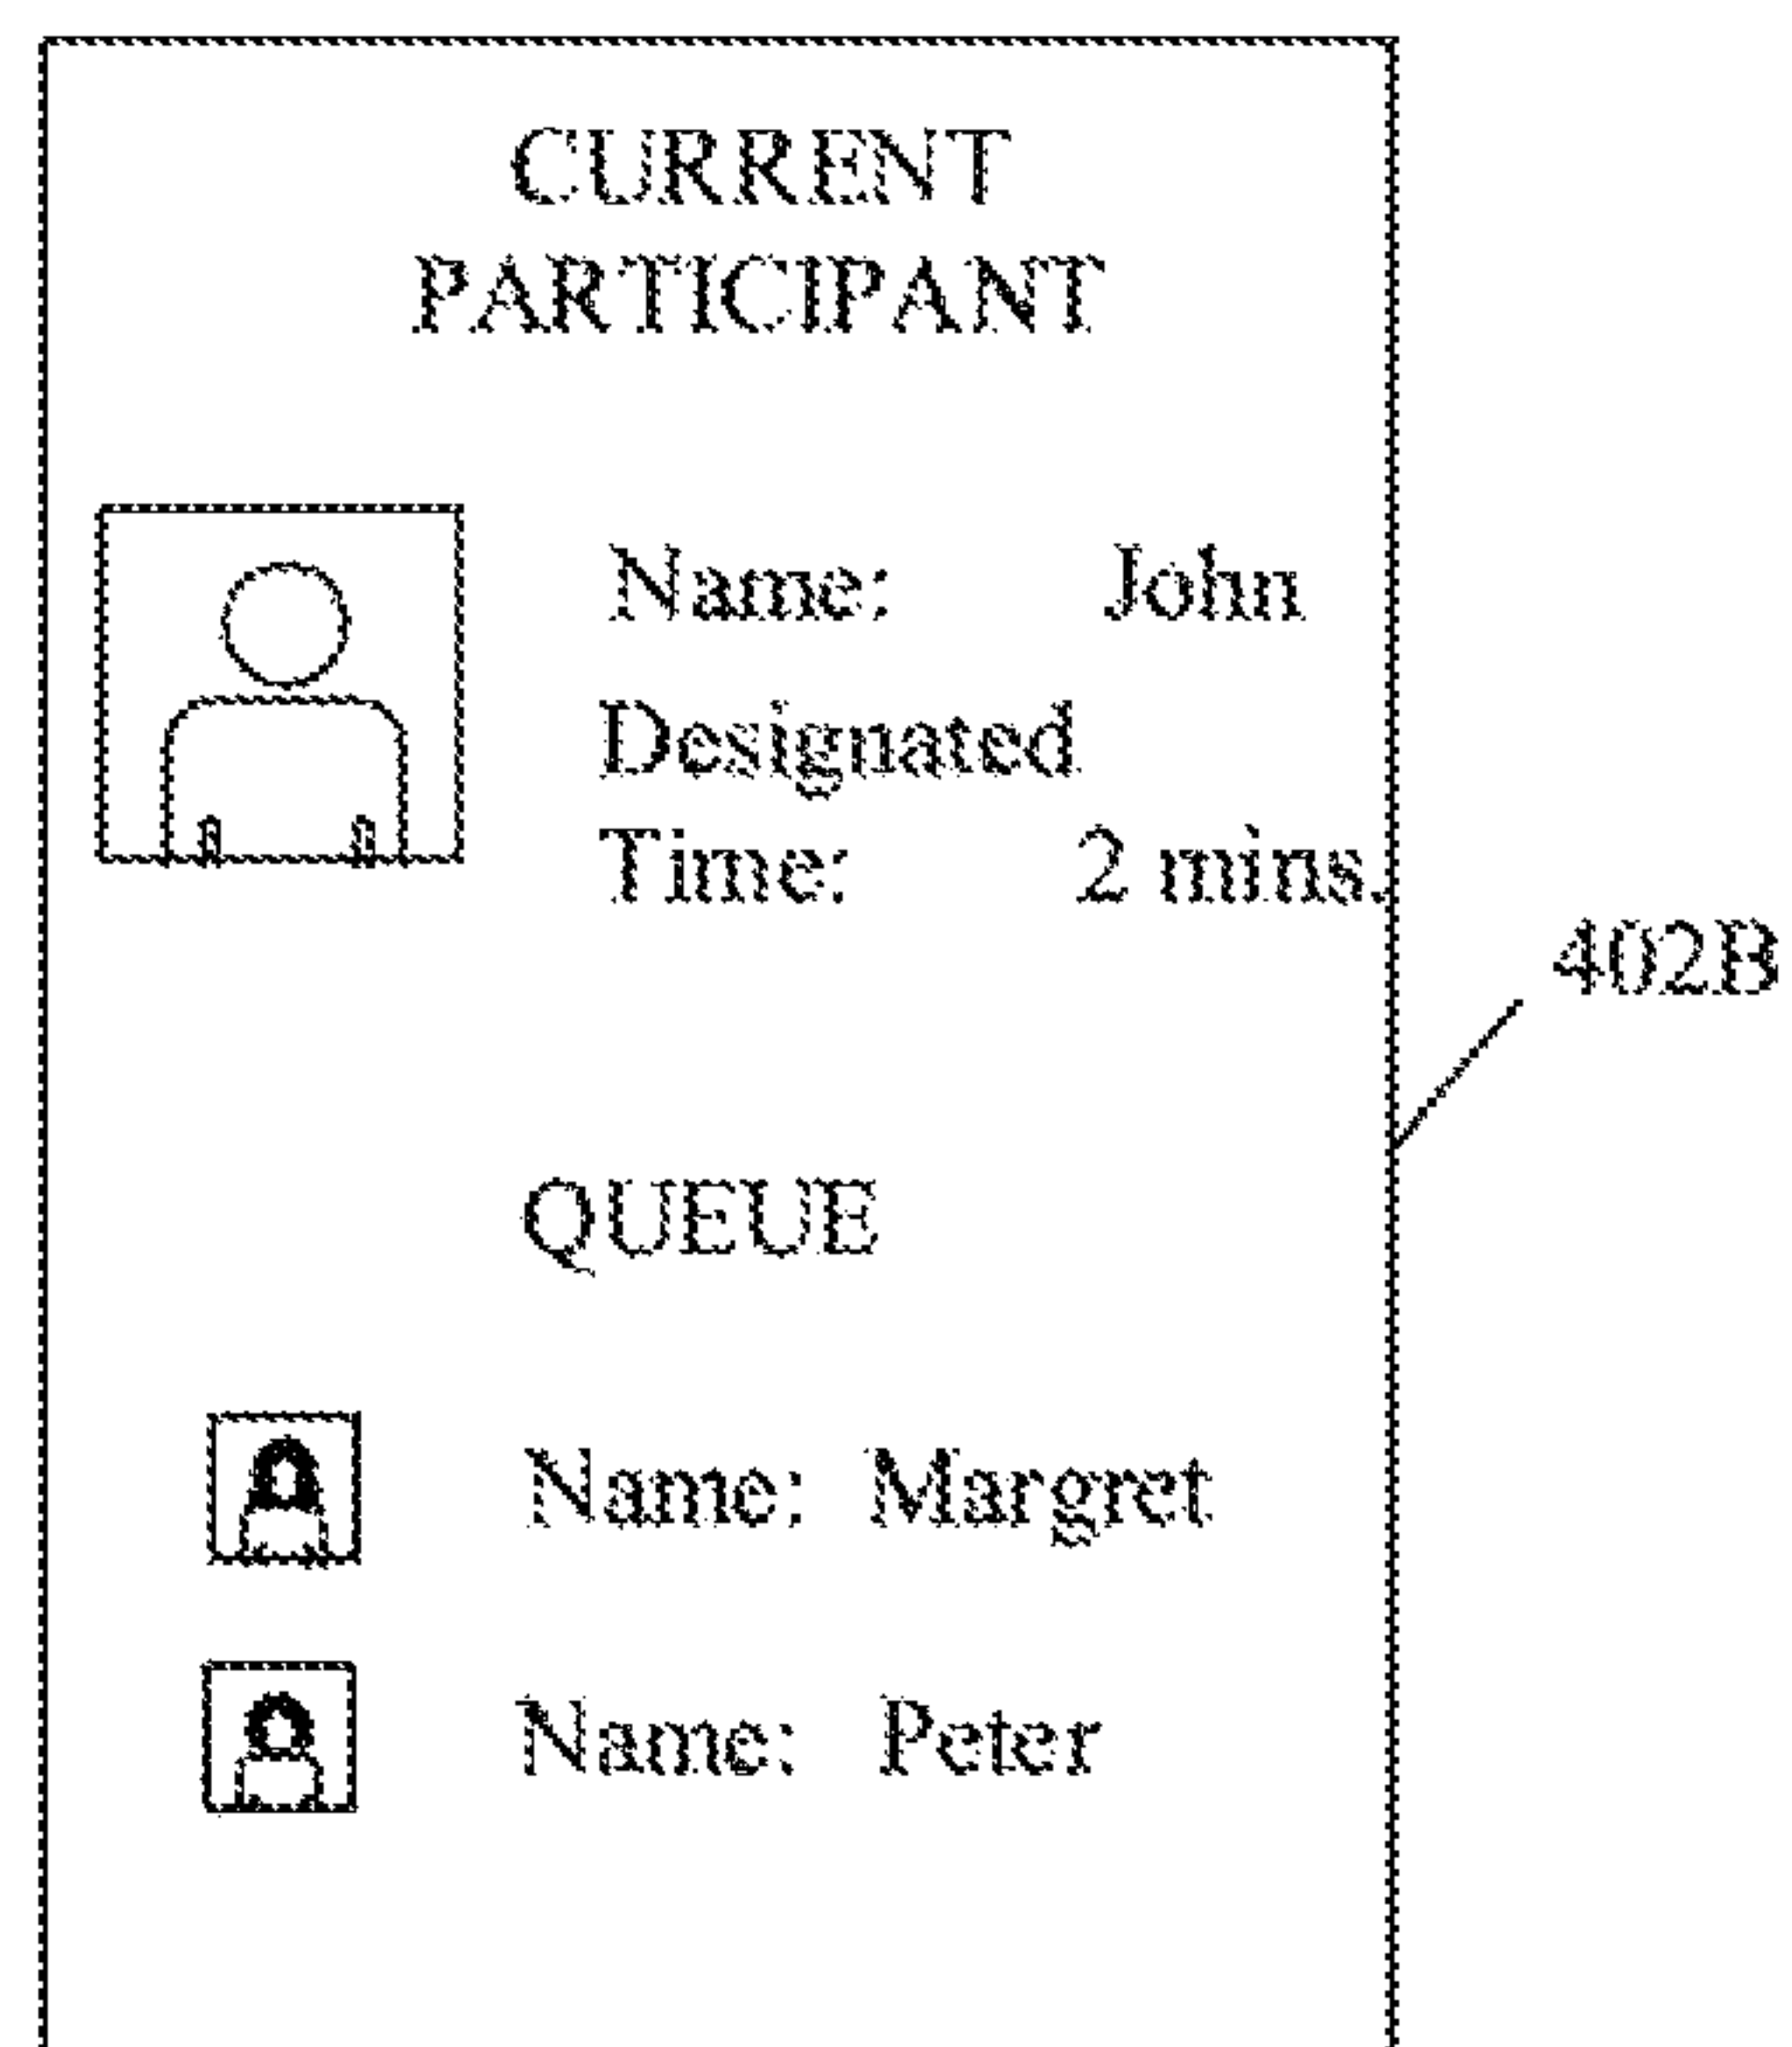 CURRENT
PARTICIPANT
Name: John
Designated
Time: 2 mins.
402B
QUEUE
Name: Margret
Name: Peter